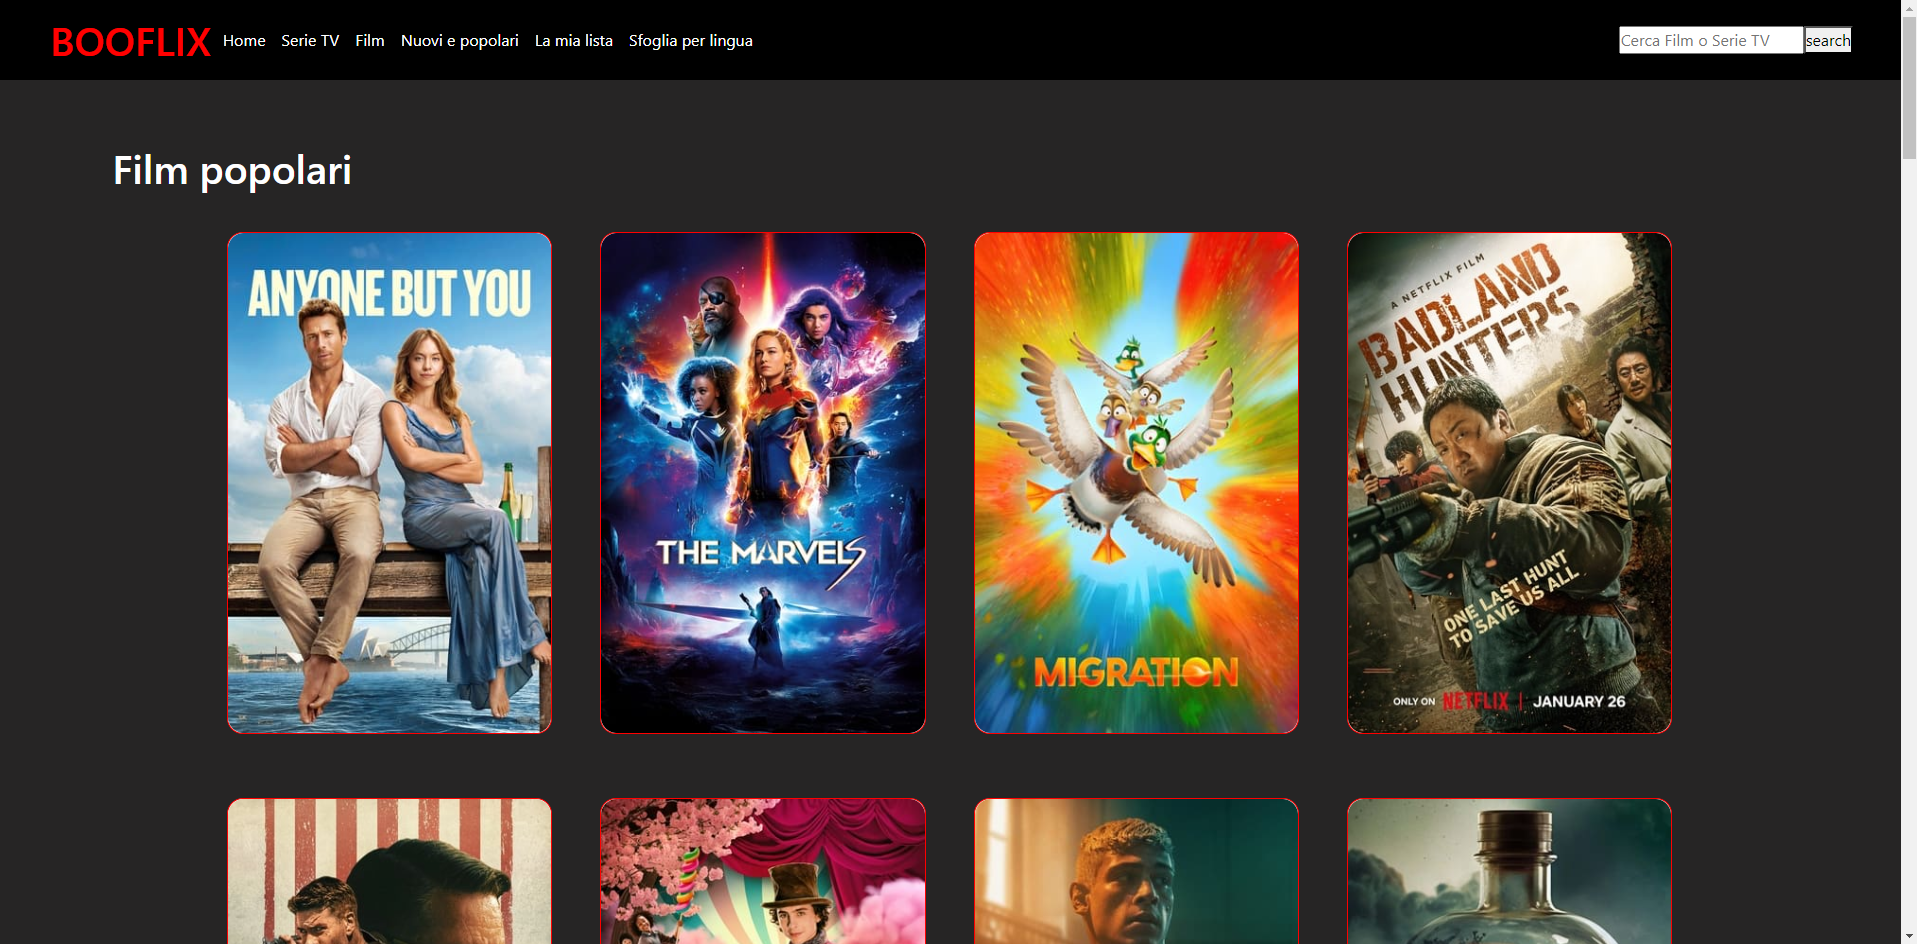 BOOFLIX Home Serie TV Film Nuovi e popolari La mia lista Sfoglia per lingua Cerca Film o Serie TV search
Film popolari
ANYONE BUT YOU
THE MARVELS
MIGRATION
A NETFLIX FILM
BADLAND
HUNTERS
ONE LAST HUNT
TO SAVE US ALL
ONLY ON NETFLIX | JANUARY 26